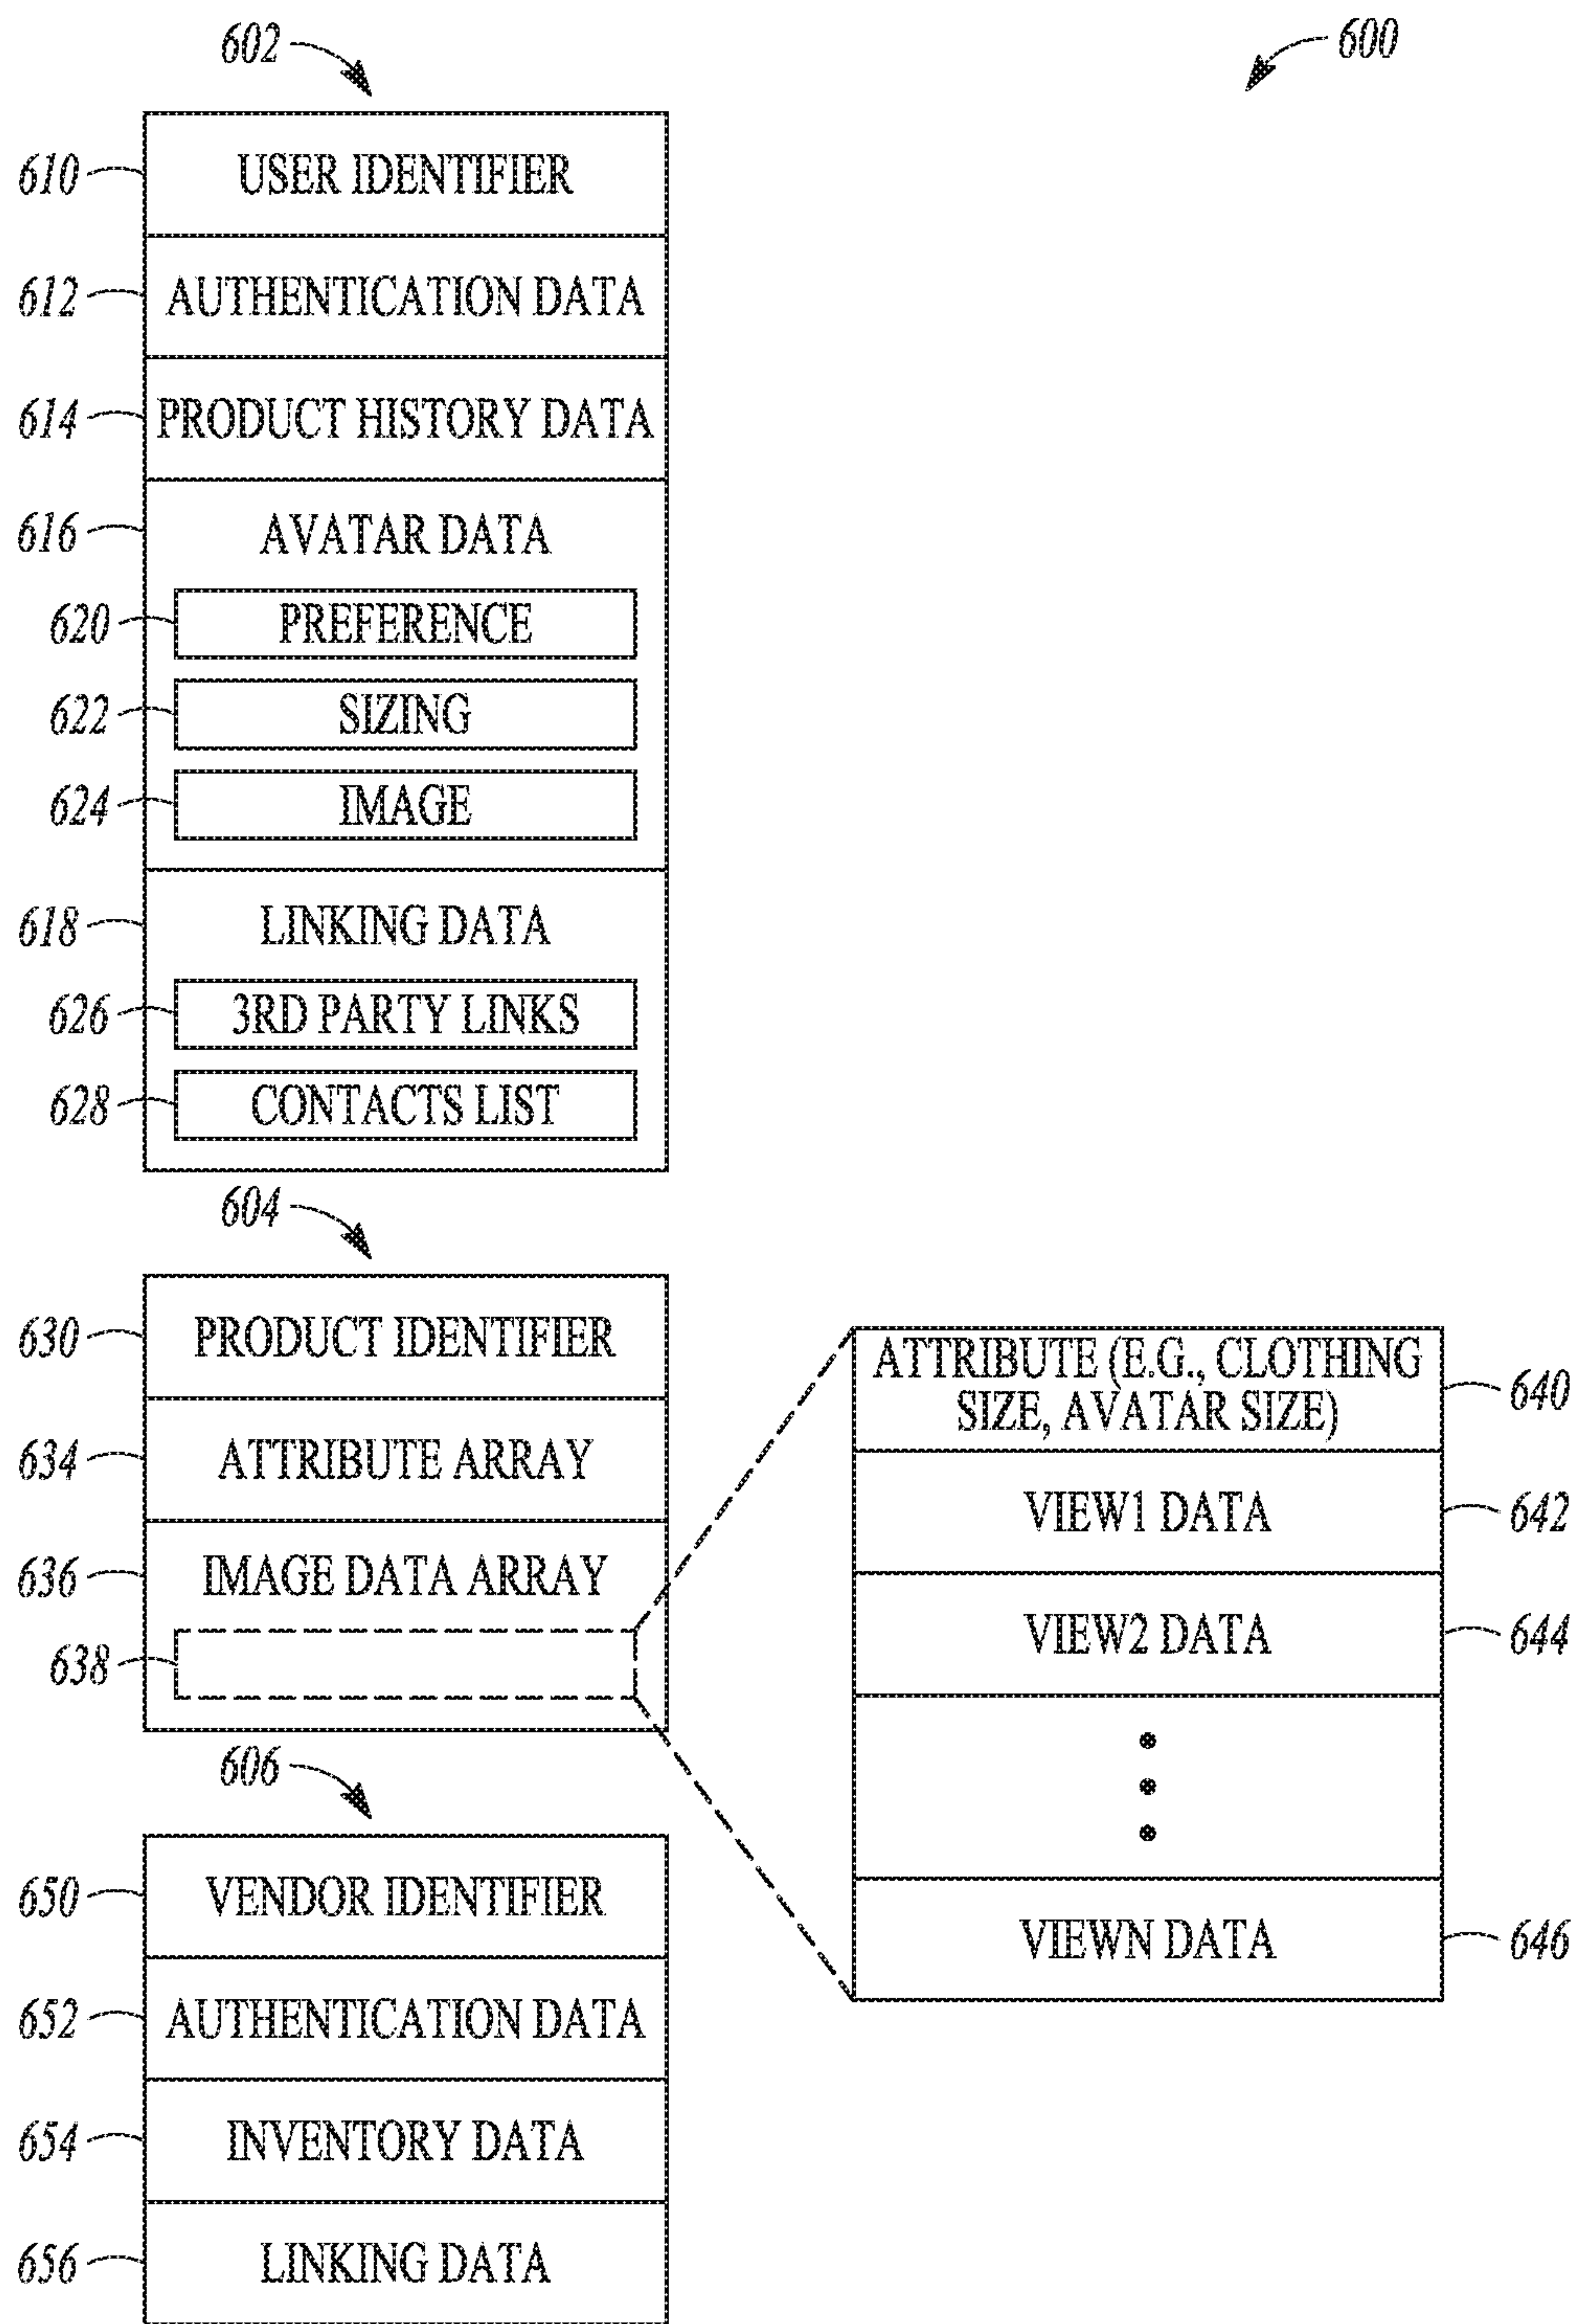 602
600
610 USER IDENTIFIER
612 AUTHENTICATION DATA
614 PRODUCT HISTORY DATA
616 AVATAR DATA
620 PREFERENCE
622 SIZING
624 IMAGE
618 LINKING DATA
626 3RD PARTY LINKS
628 CONTACTS LIST
604
630 PRODUCT IDENTIFIER
634 ATTRIBUTE ARRAY
636 IMAGE DATA ARRAY
638
ATTRIBUTE (E.G., CLOTHING
SIZE, AVATAR SIZE) 640
VIEW1 DATA 642
VIEW2 DATA 644
VIEWN DATA 646
606
650 VENDOR IDENTIFIER
652 AUTHENTICATION DATA
654 INVENTORY DATA
656 LINKING DATA